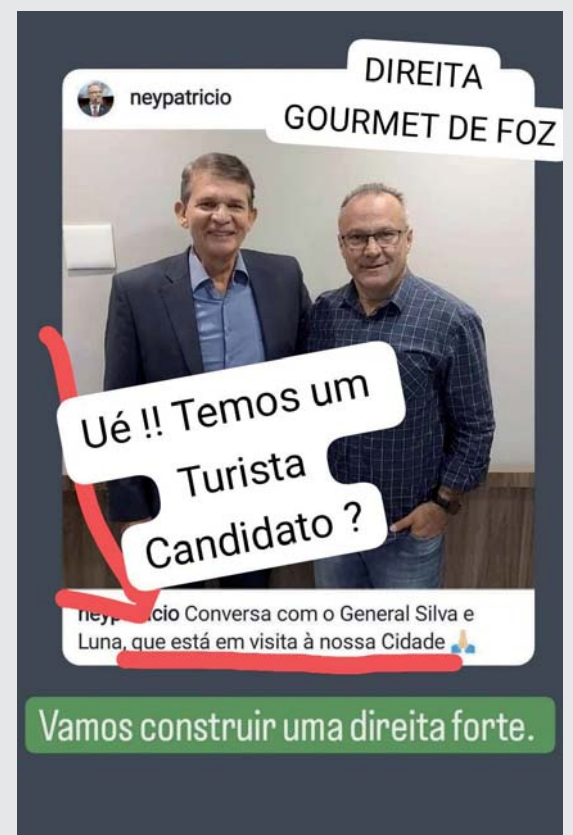 DIREITA
GOURMET DE FOZ
neypatricio
Ué !! Temos um
Turista
Candidato ?
cio Conversa com o General Silva e
Luna, que está em visita à nossa Cidade 🙏🏼
Vamos construir uma direita forte.